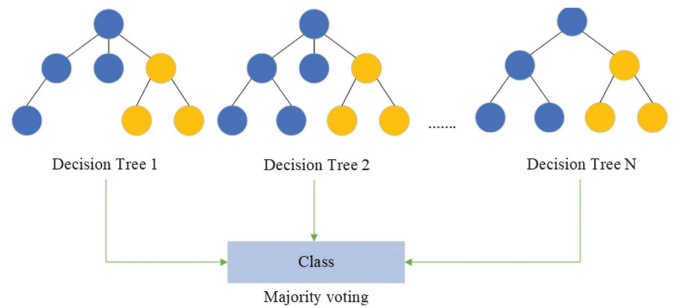 .......
Decision Tree 1
Decision Tree 2
Decision Tree N
Class
Majority voting